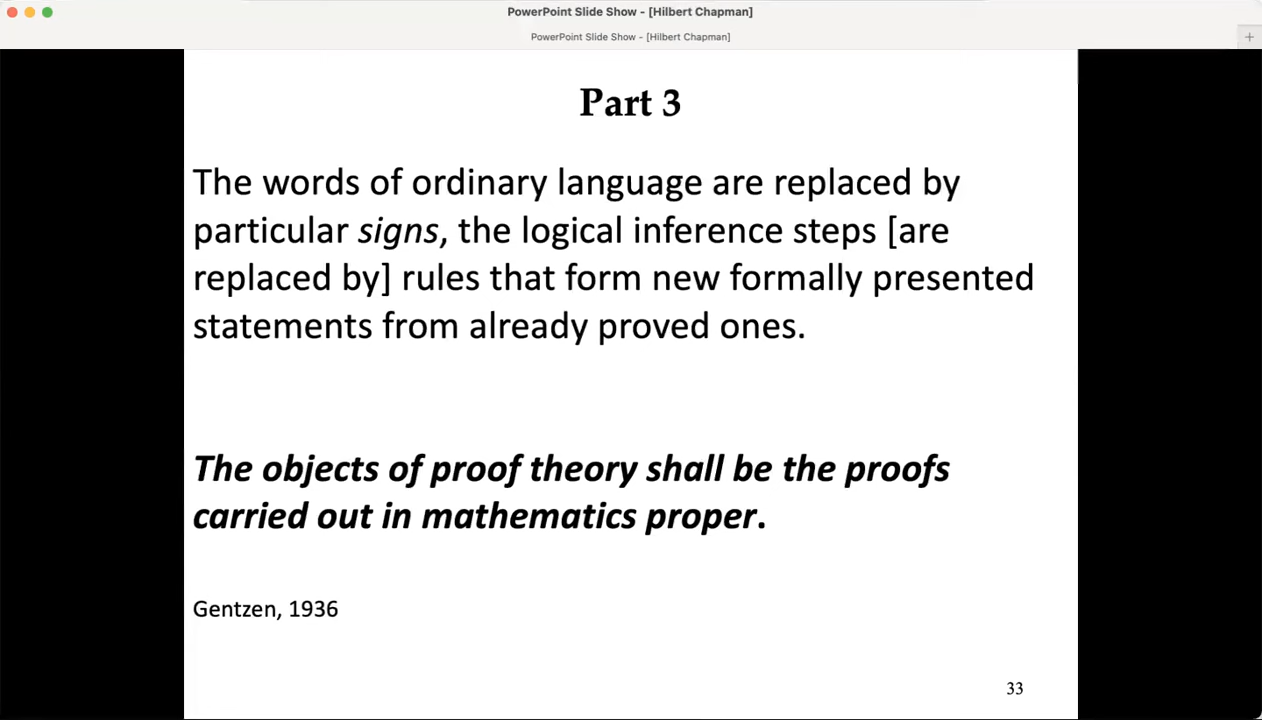 PowerPoint Slide Show - [Hilbert Chapman]
PowerPoint Slide Show - [Hilbert Chapman]
+
Part 3
The words of ordinary language are replaced by
particular signs, the logical inference steps [are
replaced by] rules that form new formally presented
statements from already proved ones.
The objects of proof theory shall be the proofs
carried out in mathematics proper.
Gentzen, 1936
33